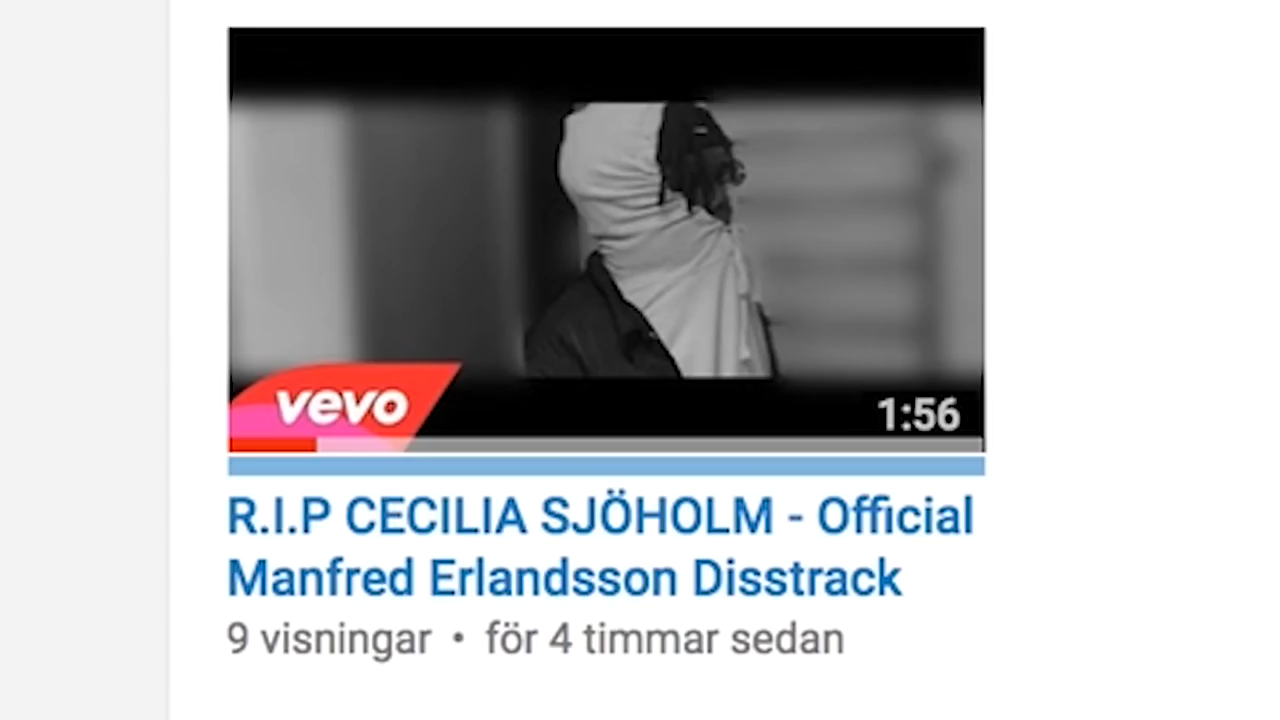 vevo
1:56
R.I.P CECILIA SJÖHOLM - Official
Manfred Erlandsson Disstrack
9 visningar • för 4 timmar sedan